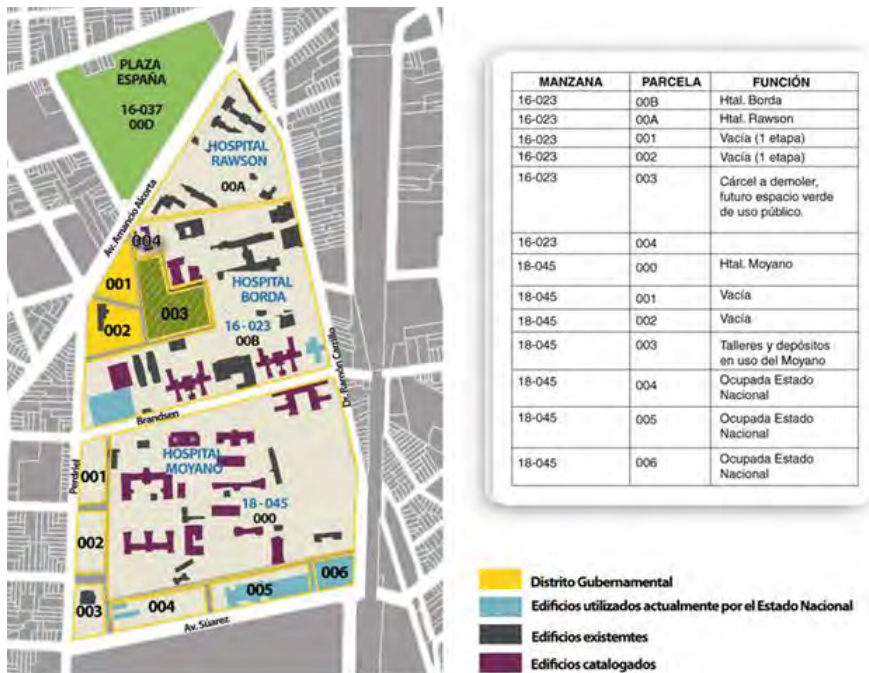 PLAZA
ESPAÑA
16-037
00D
HOSPITAL
RAWSON
00A
Av. Amancio Alcorta
004
001
HOSPITAL
BORDA
003
002
16 - 023
00B
Dr. Ramón Carrillo
Brandsen
Perdriel
HOSPITAL
MOYANO
001
18 - 045
000
002
006
005
004
003
Av. Súarez
MANZANA PARCELA FUNCIÓN
16-023 00B Htal. Borda
16-023 00A Htal. Rawson
16-023 001 Vacía (1 etapa)
16-023 002 Vacía (1 etapa)
16-023 003 Cárcel a demoler,
futuro espacio verde
de uso público.
16-023 004
18-045 000 Htal. Moyano
18-045 001 Vacía
18-045 002 Vacía
18-045 003 Talleres y depósitos
en uso del Moyano
18-045 004 Ocupada Estado
Nacional
18-045 005 Ocupada Estado
Nacional
18-045 006 Ocupada Estado
Nacional
Distrito Gubernamental
Edificios utilizados actualmente por el Estado Nacional
Edificios existemtes
Edificios catalogados